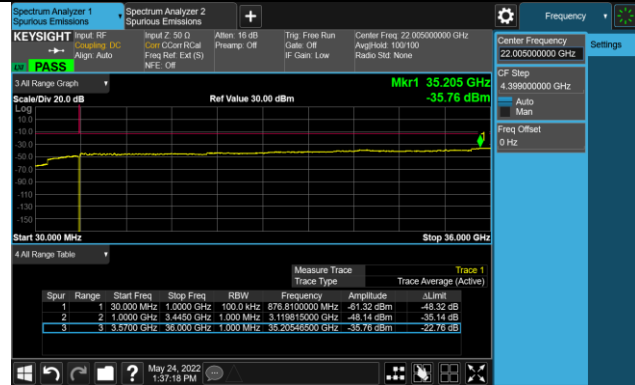 Spectrum Analyzer 1
Spurious Emissions
Spectrum Analyzer 2
Spurious Emissions
Frequency
KEYSIGHT
Input: RF
Coupling: DC
Align: Auto
Input Z: 50 Ω
Corr CCorr RCal
Freq Ref: Ext (S)
NFE: Off
Atten: 16 dB
Preamp: Off
Trig: Free Run
Gate: Off
IF Gain: Low
Center Freq: 22.005000000 GHz
Avg|Hold: 100/100
Radio Std: None
PASS
Center Frequency
22.005000000 GHz
Settings
CF Step
4.399000000 GHz
Auto
Man
Freq Offset
0 Hz
3 All Range Graph
Mkr1 35.205 GHz
-35.76 dBm
Scale/Div 20.0 dB
Ref Value 30.00 dBm
Log
10.0
-10.0
-30.0
-50.0
-70.0
-90.0
-110
-130
-150
1
Start 30.000 MHz
Stop 36.000 GHz
4 All Range Table
Measure Trace Trace 1
Trace Type Trace Average (Active)
Spur Range Start Freq Stop Freq RBW Frequency Amplitude ΔLimit
1 1 30.000 MHz 1.0000 GHz 100.0 kHz 876.8100000 MHz -61.32 dBm -48.32 dB
2 2 1.0000 GHz 3.4450 GHz 1.0000 MHz 3.119815000 GHz -48.14 dBm -35.14 dB
3 3 3.5700 GHz 36.000 GHz 1.000 MHz 35.20546500 GHz -35.76 dBm -22.76 dB
May 24, 2022
1:37:18 PM